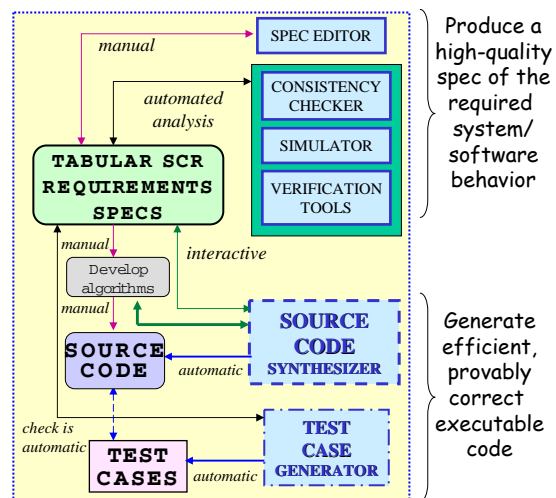 manual
SPEC EDITOR
Produce a
high-quality
spec of the
required
system/
software
behavior
automated
analysis
CONSISTENCY
CHECKER
SIMULATOR
VERIFICATION
TOOLS
TABULAR SCR
REQUIREMENTS
SPECS
manual
interactive
Develop
algorithms
manual
SOURCE
CODE
automatic
SOURCE
CODE
SYNTHESIZER
Generate
efficient,
provably
correct
executable
code
check is
automatic
TEST
CASES
automatic
TEST
CASE
GENERATOR